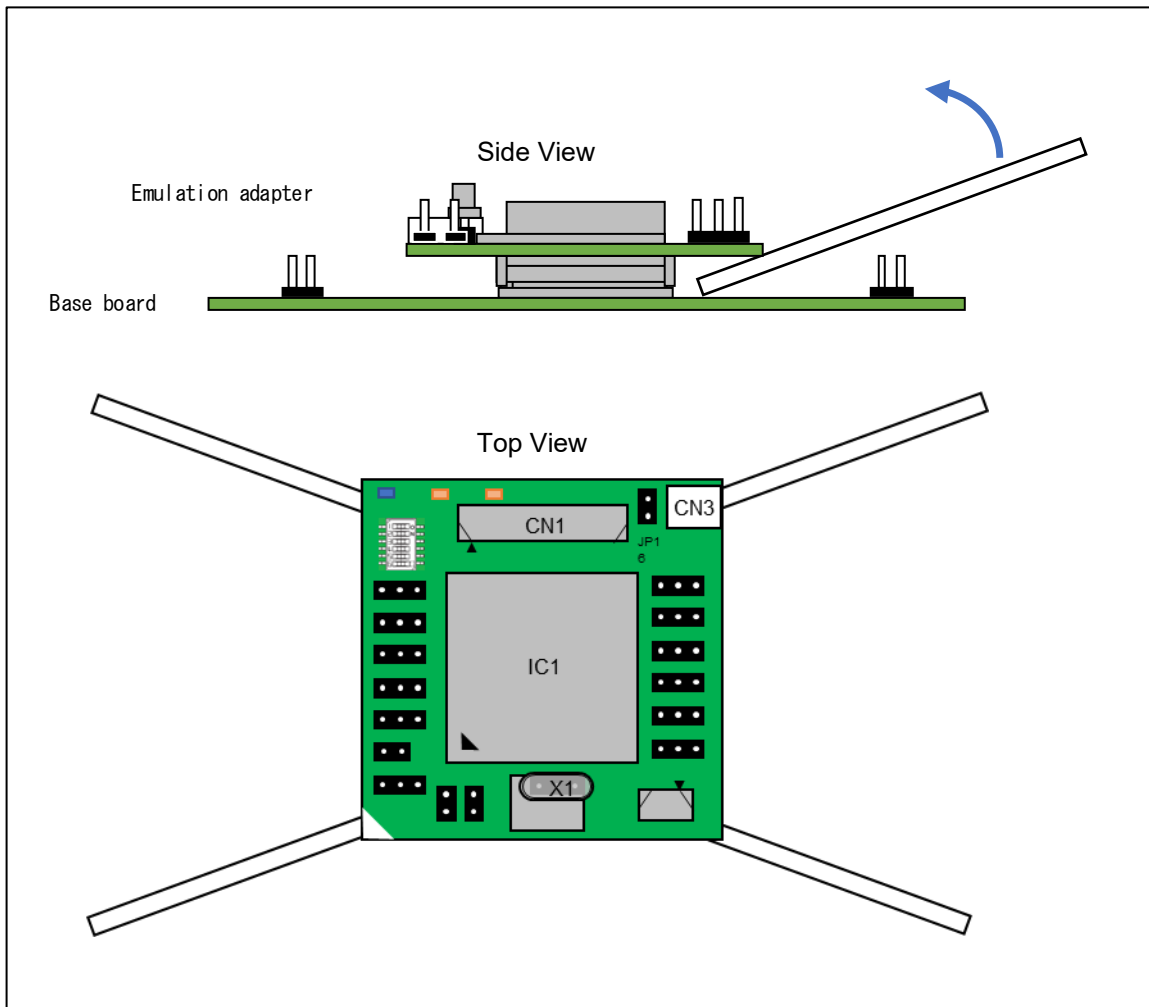 Side View
Emulation adapter
Base board
Top View
CN1
CN3
JP1
6
IC1
X1